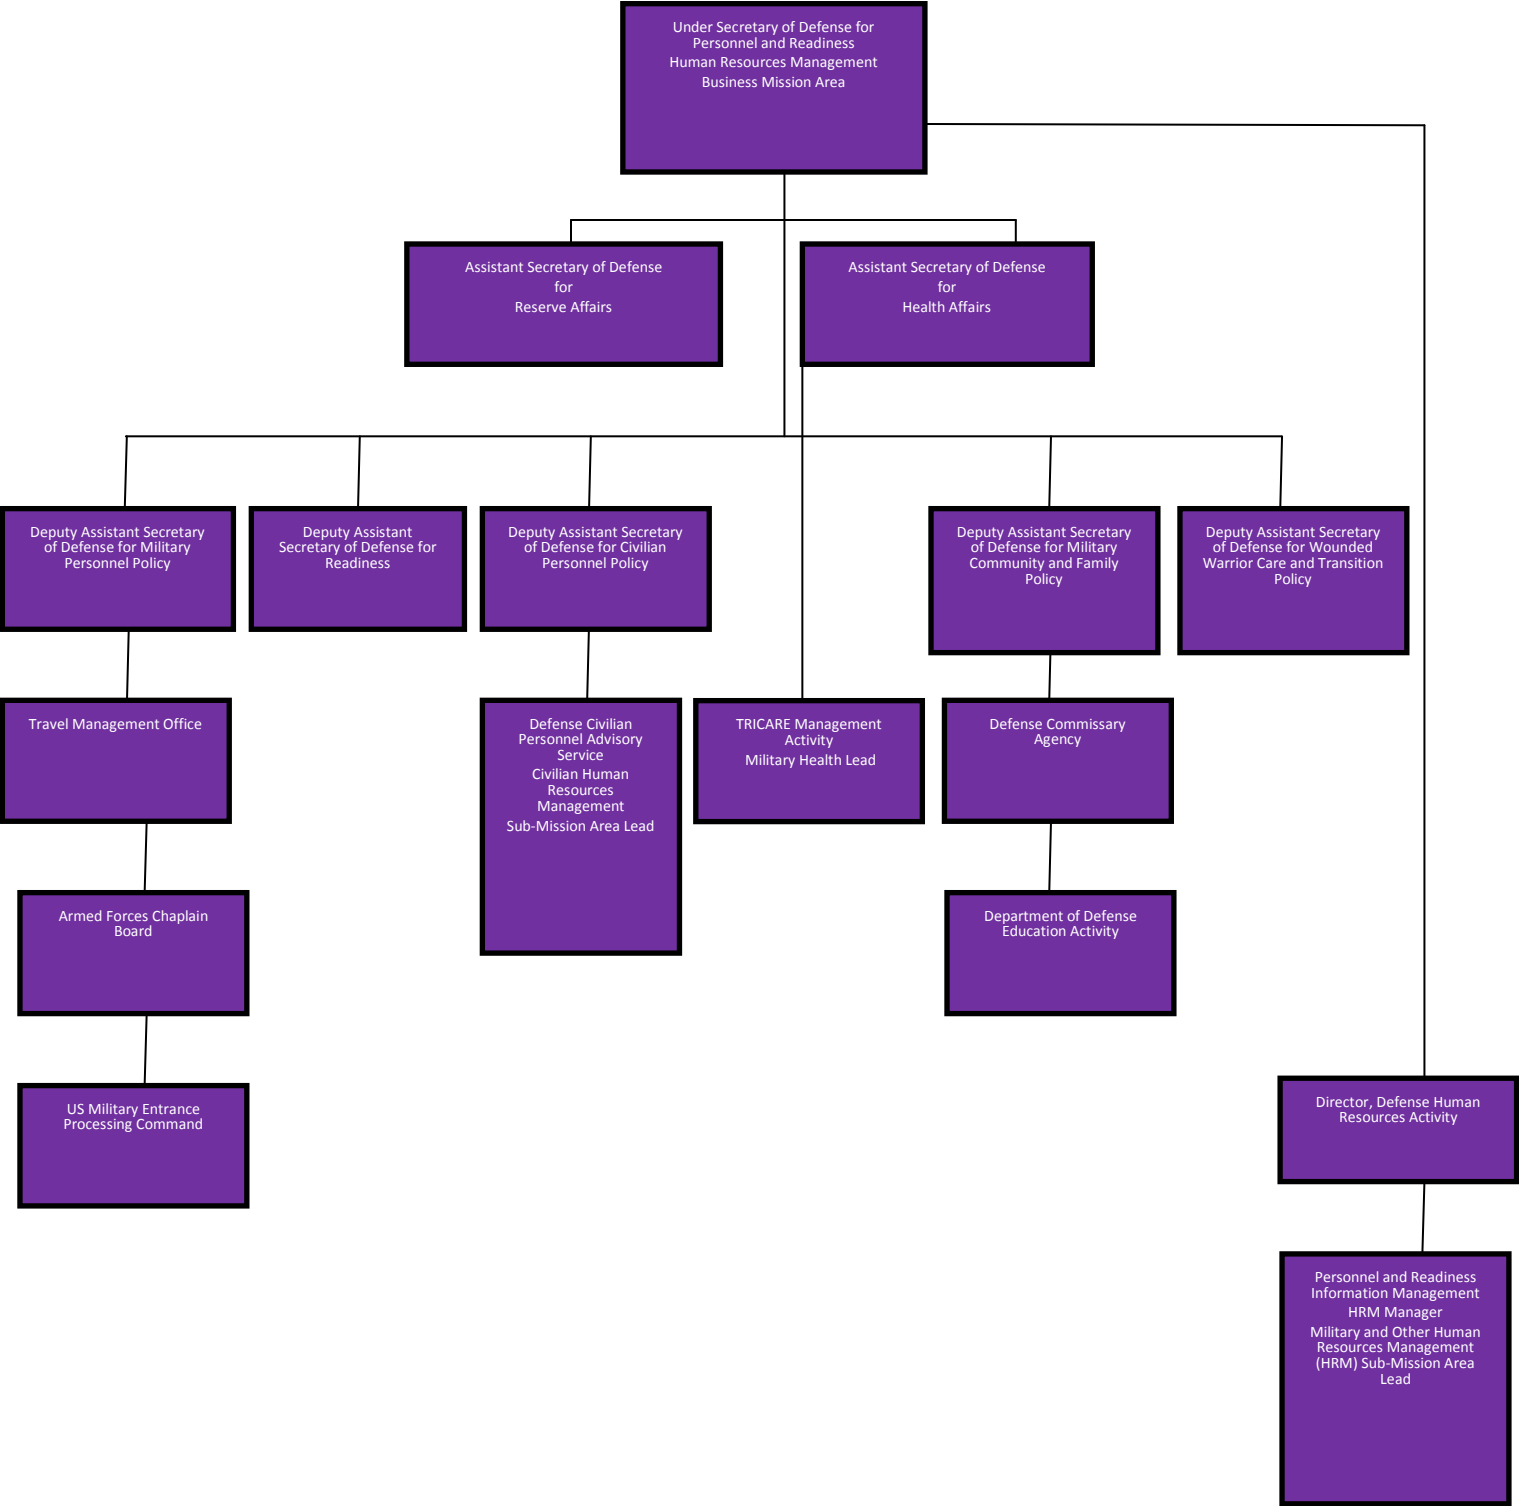 Under Secretary of Defense for
Personnel and Readiness
Human Resources Management
Business Mission Area
Assistant Secretary of Defense
for
Reserve Affairs
Assistant Secretary of Defense
for
Health Affairs
Deputy Assistant Secretary
of Defense for Military
Personnel Policy
Deputy Assistant
Secretary of Defense for
Readiness
Deputy Assistant Secretary
of Defense for Civilian
Personnel Policy
Deputy Assistant Secretary
of Defense for Military
Community and Family
Policy
Deputy Assistant Secretary
of Defense for Wounded
Warrior Care and Transition
Policy
Travel Management Office
Defense Civilian
Personnel Advisory
Service
Civilian Human
Resources
Management
Sub-Mission Area Lead
TRICARE Management
Activity
Military Health Lead
Defense Commissary
Agency
Armed Forces Chaplain
Board
Department of Defense
Education Activity
US Military Entrance
Processing Command
Director, Defense Human
Resources Activity
Personnel and Readiness
Information Management
HRM Manager
Military and Other Human
Resources Management
(HRM) Sub-Mission Area
Lead